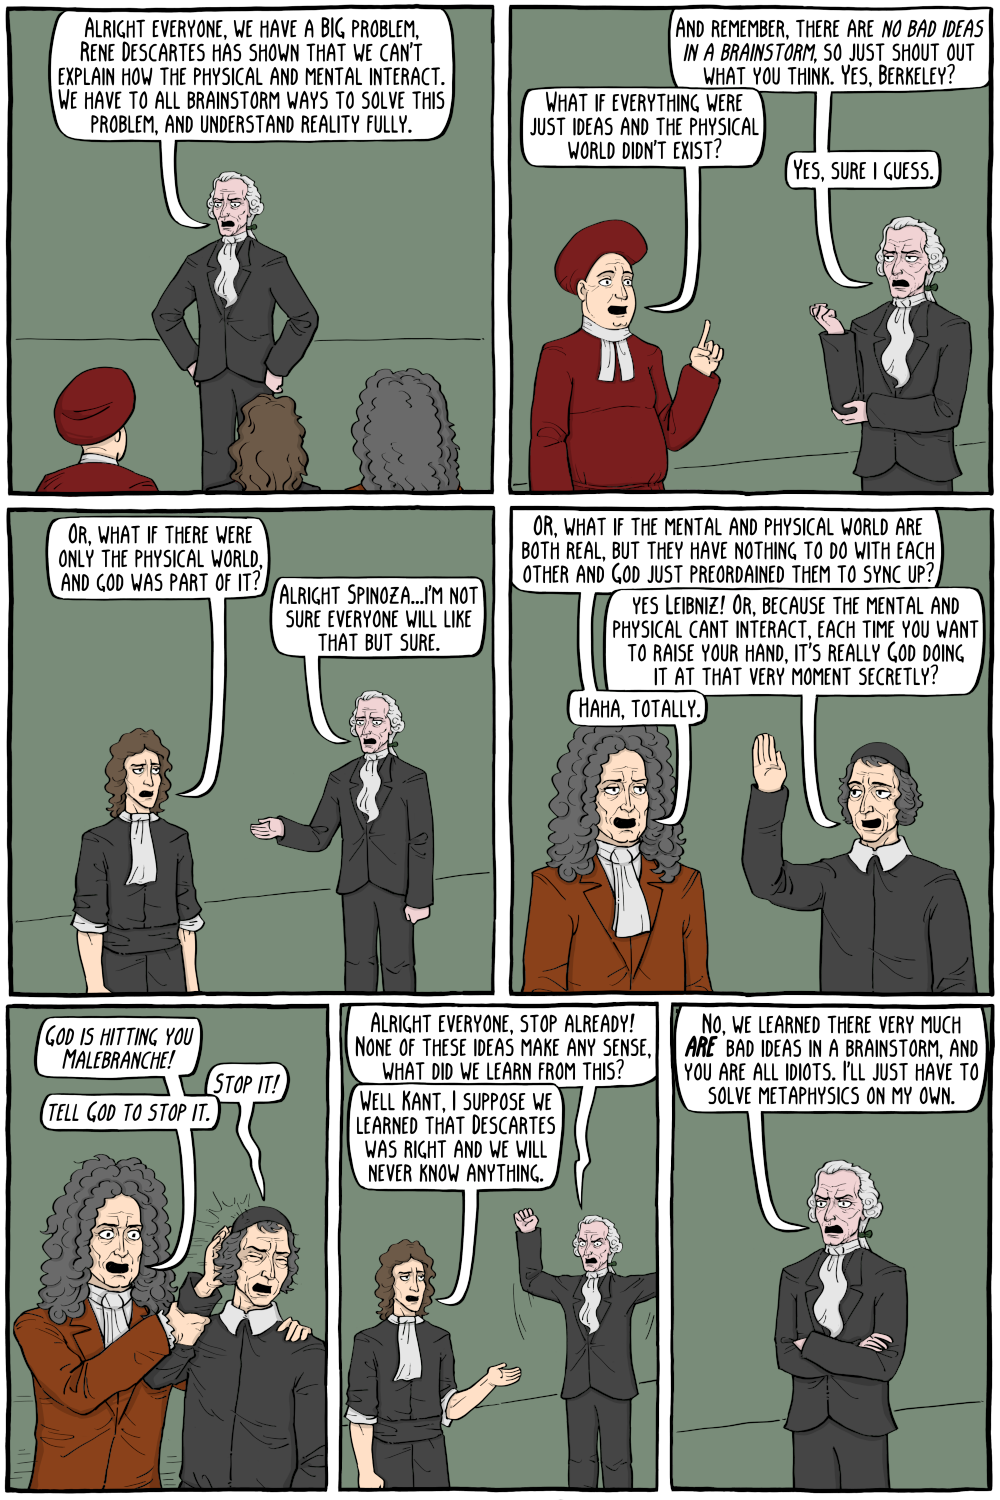 ALRIGHT EVERYONE, WE HAVE A BIG PROBLEM,
RENE DESCARTES HAS SHOWN THAT WE CAN'T
EXPLAIN HOW THE PHYSICAL AND MENTAL INTERACT.
WE HAVE TO ALL BRAINSTORM WAYS TO SOLVE THIS
PROBLEM, AND UNDERSTAND REALITY FULLY.
AND REMEMBER, THERE ARE NO BAD IDEAS
IN A BRAINSTORM, SO JUST SHOUT OUT
WHAT YOU THINK. YES, BERKELEY?
WHAT IF EVERYTHING WERE
JUST IDEAS AND THE PHYSICAL
WORLD DIDN'T EXIST?
YES, SURE I GUESS.
OR, WHAT IF THERE WERE
ONLY THE PHYSICAL WORLD,
AND GOD WAS PART OF IT?
ALRIGHT SPINOZA...I'M NOT
SURE EVERYONE WILL LIKE
THAT BUT SURE.
OR, WHAT IF THE MENTAL AND PHYSICAL WORLD ARE
BOTH REAL, BUT THEY HAVE NOTHING TO DO WITH EACH
OTHER AND GOD JUST PREORDAINED THEM TO SYNC UP?
YES LEIBNIZ! OR, BECAUSE THE MENTAL AND
PHYSICAL CANT INTERACT, EACH TIME YOU WANT
TO RAISE YOUR HAND, IT'S REALLY GOD DOING
IT AT THAT VERY MOMENT SECRETLY?
HAHA, TOTALLY.
GOD IS HITTING YOU
MALEBRANCHE!
STOP IT!
TELL GOD TO STOP IT.
ALRIGHT EVERYONE, STOP ALREADY!
NONE OF THESE IDEAS MAKE ANY SENSE,
WHAT DID WE LEARN FROM THIS?
WELL KANT, I SUPPOSE WE
LEARNED THAT DESCARTES
WAS RIGHT AND WE WILL
NEVER KNOW ANYTHING.
NO, WE LEARNED THERE VERY MUCH
ARE BAD IDEAS IN A BRAINSTORM, AND
YOU ARE ALL IDIOTS. I'LL JUST HAVE TO
SOLVE METAPHYSICS ON MY OWN.